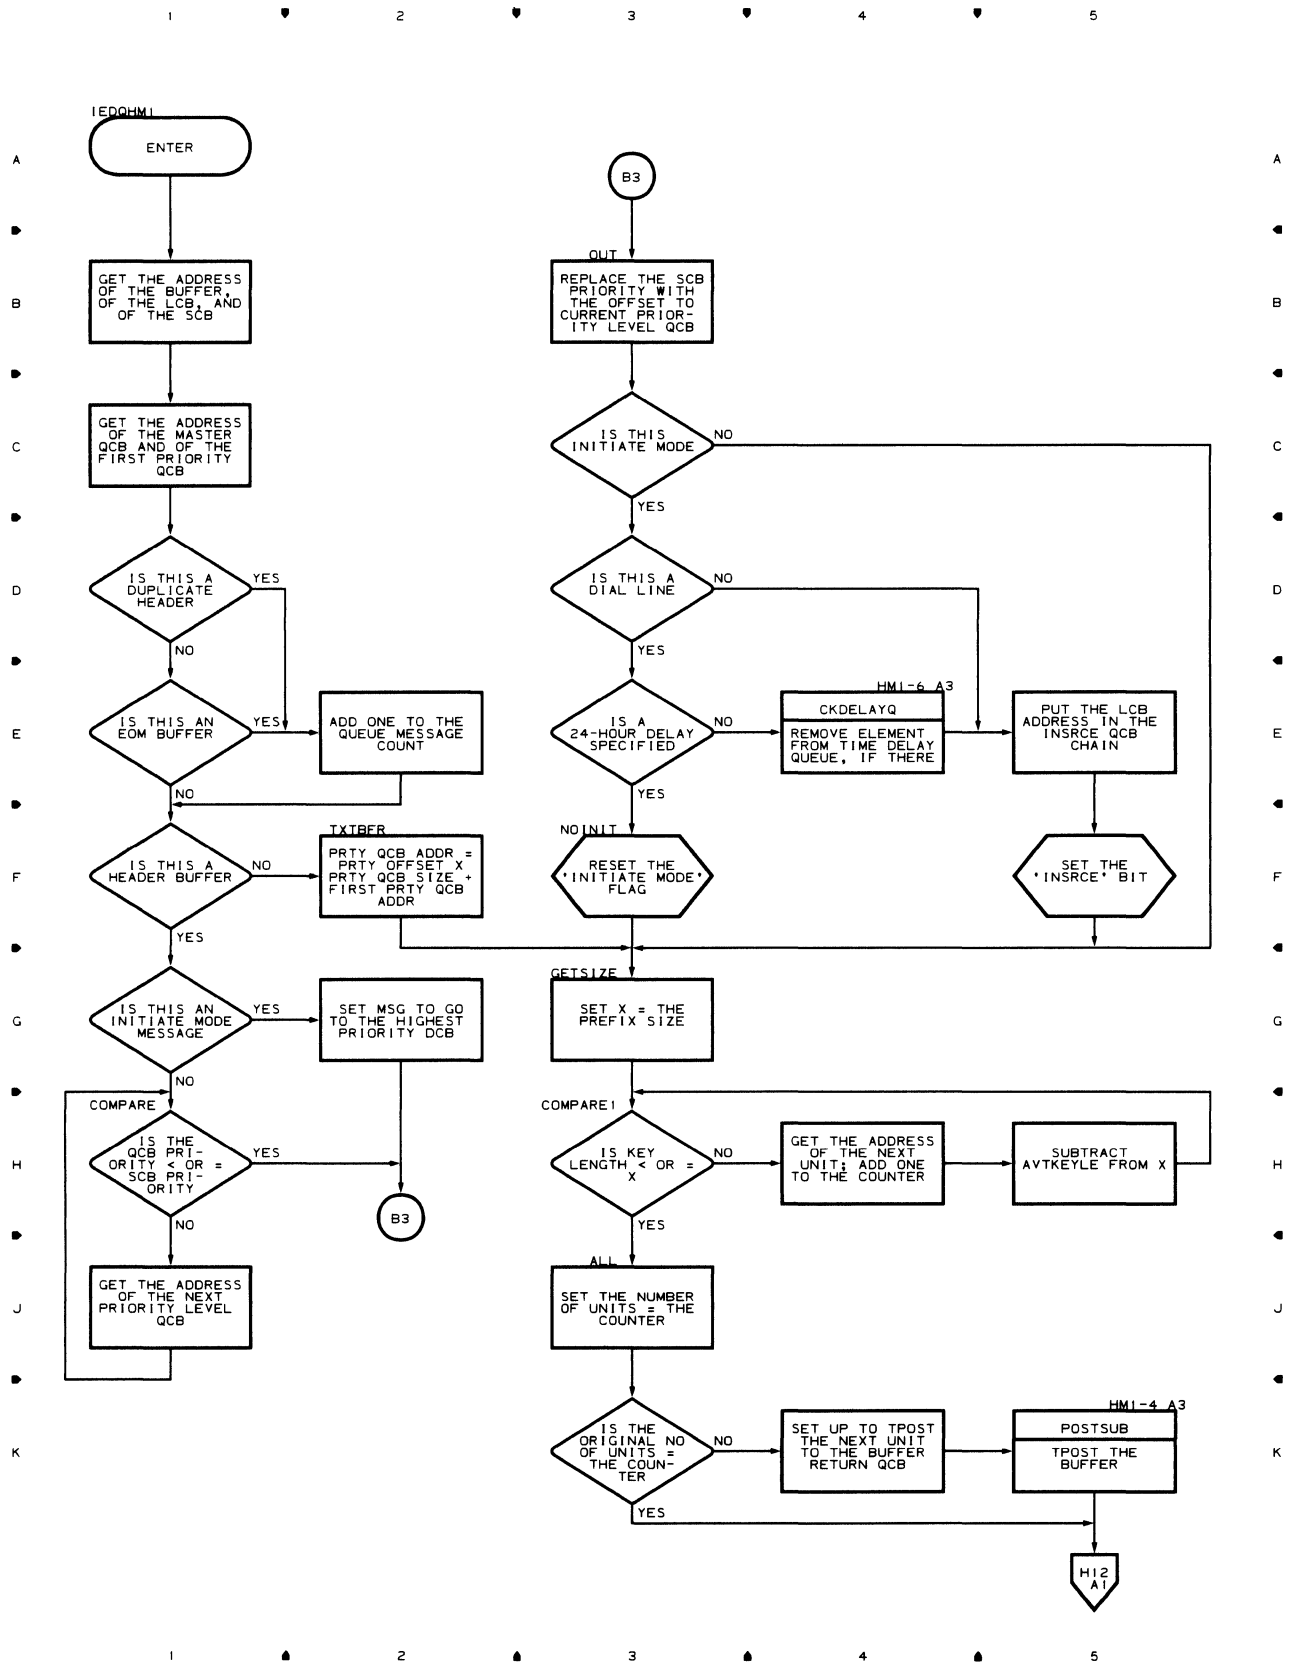 1 2 3 4 5
IEDQHM1
ENTER
A
B
GET THE ADDRESS
OF THE BUFFER,
OF THE LCB, AND
OF THE SCB
C
GET THE ADDRESS
OF THE MASTER
QCB AND OF THE
FIRST PRIORITY
QCB
D
IS THIS A
DUPLICATE
HEADER
YES
NO
E
IS THIS AN
EOM BUFFER
YES
NO
ADD ONE TO THE
QUEUE MESSAGE
COUNT
F
IS THIS A
HEADER BUFFER
NO
YES
TXTBFR
PRTY QCB ADDR =
PRTY OFFSET X
PRTY QCB SIZE +
FIRST PRTY QCB
ADDR
G
IS THIS AN
INITIATE MODE
MESSAGE
YES
NO
SET MSG TO GO
TO THE HIGHEST
PRIORITY DCB
COMPARE
H
IS THE
QCB PRI-
ORITY < OR =
SCB PRI-
ORITY
YES
NO
B3
J
GET THE ADDRESS
OF THE NEXT
PRIORITY LEVEL
QCB
K
B3
OUT
REPLACE THE SCB
PRIORITY WITH
THE OFFSET TO
CURRENT PRIOR-
ITY LEVEL QCB
IS THIS
INITIATE MODE
NO
YES
IS THIS A
DIAL LINE
NO
YES
IS A
24-HOUR DELAY
SPECIFIED
NO
YES
HM1-6 A3
CKDELAYQ
REMOVE ELEMENT
FROM TIME DELAY
QUEUE, IF THERE
PUT THE LCB
ADDRESS IN THE
INSRCE QCB
CHAIN
NOINIT
RESET THE
'INITIATE MODE'
FLAG
SET THE
'INSRCE' BIT
GETSIZE
SET X = THE
PREFIX SIZE
COMPARE1
IS KEY
LENGTH < OR =
X
NO
YES
GET THE ADDRESS
OF THE NEXT
UNIT; ADD ONE
TO THE COUNTER
SUBTRACT
AVTKEYLE FROM X
ALL
SET THE NUMBER
OF UNITS = THE
COUNTER
IS THE
ORIGINAL NO
OF UNITS =
THE COUN-
TER
NO
YES
SET UP TO TPOST
THE NEXT UNIT
TO THE BUFFER
RETURN QCB
HM1-4 A3
POSTSUB
TPOST THE
BUFFER
H12
A1
A
B
C
D
E
F
G
H
J
K
1 2 3 4 5